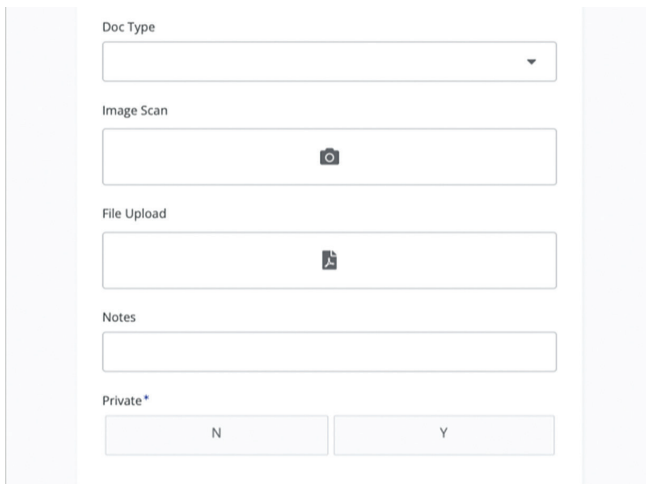 Doc Type
Image Scan
File Upload
Notes
Private*
N Y